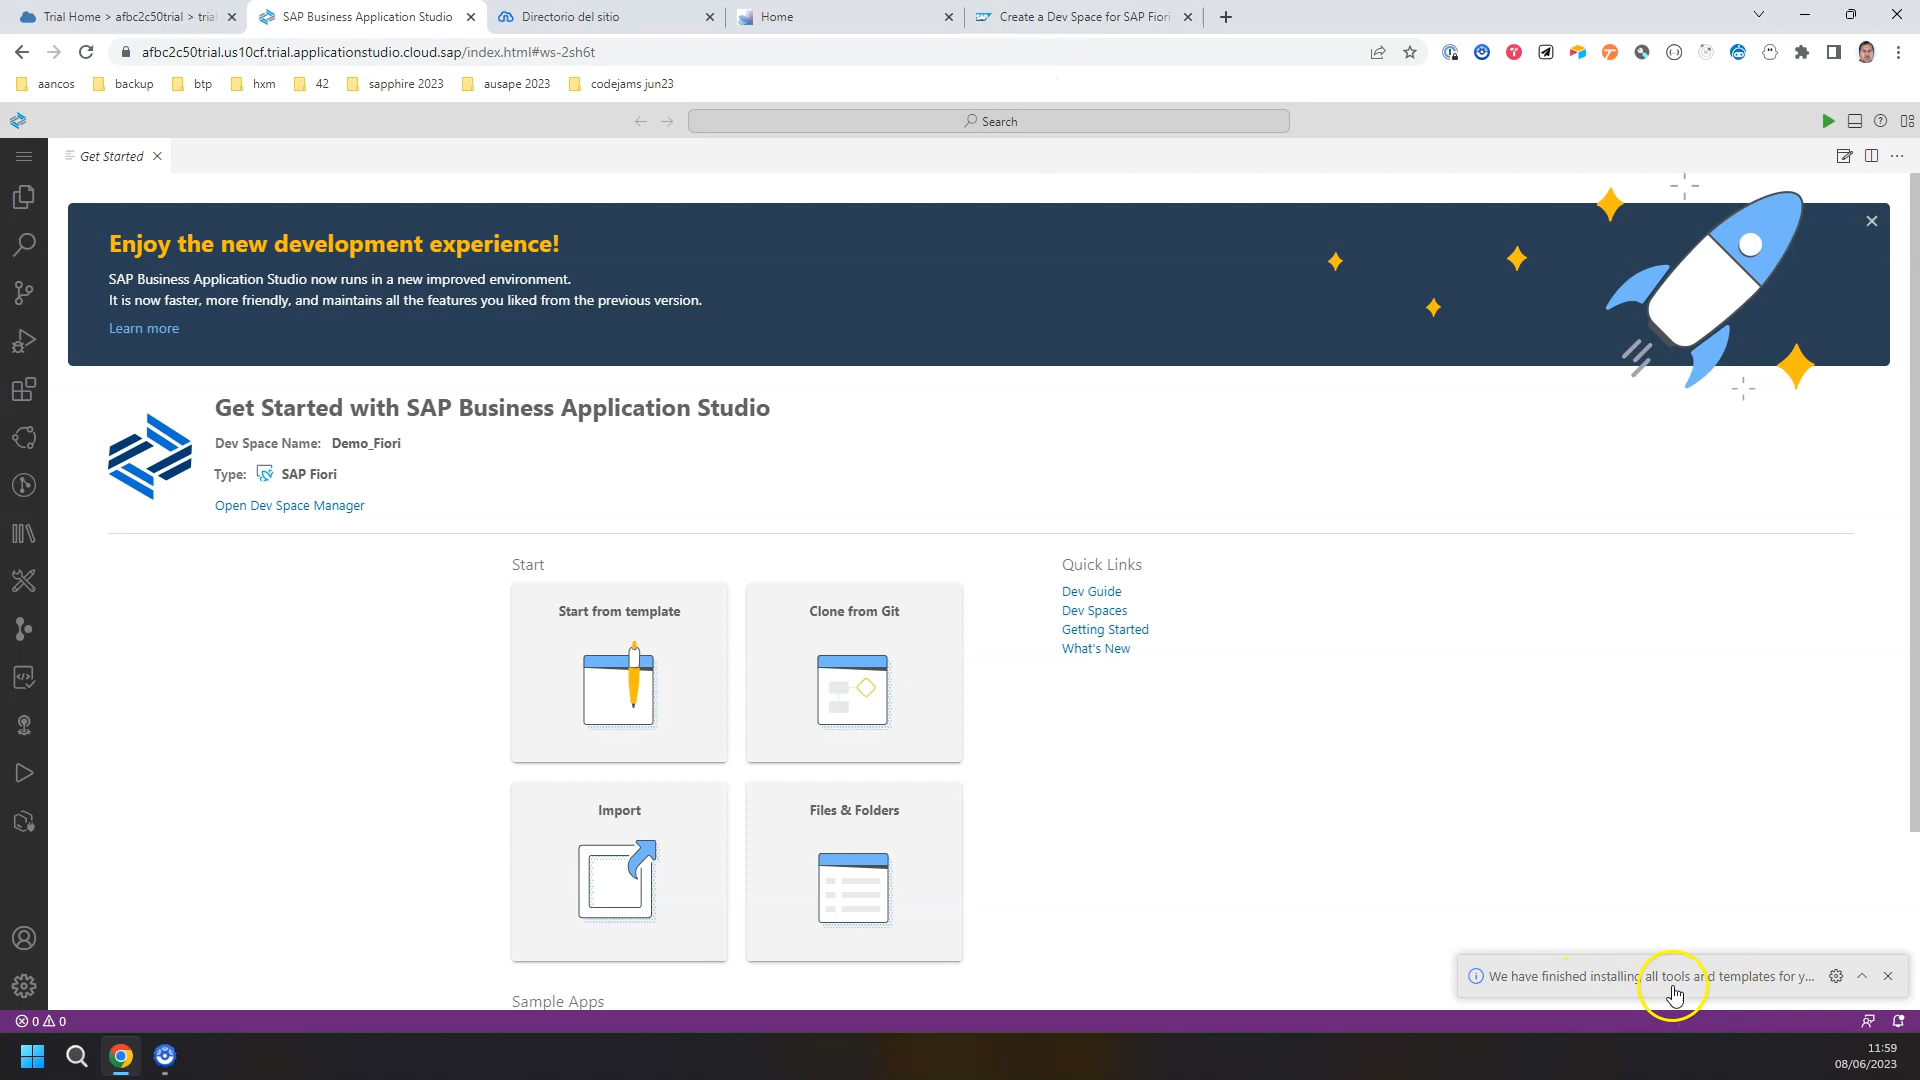 Trial Home > afbc2c50trial > trial
SAP Business Application Studio
Directorio del sitio
Home
Create a Dev Space for SAP Fiori
afbc2c50trial.us10cf.trial.applicationstudio.cloud.sap/index.html#ws-2sh6t
aancos
backup
btp
hxm
42
sapphire 2023
ausape 2023
codejams jun23
Search
Get Started
Enjoy the new development experience!
SAP Business Application Studio now runs in a new improved environment.
It is now faster, more friendly, and maintains all the features you liked from the previous version.
Learn more
Get Started with SAP Business Application Studio
Dev Space Name: Demo_Fiori
Type: SAP Fiori
Open Dev Space Manager
Start
Quick Links
Start from template
Clone from Git
Dev Guide
Dev Spaces
Getting Started
What's New
Import
Files & Folders
We have finished installing all tools and templates for y...
Sample Apps
0 0
11:59
08/06/2023